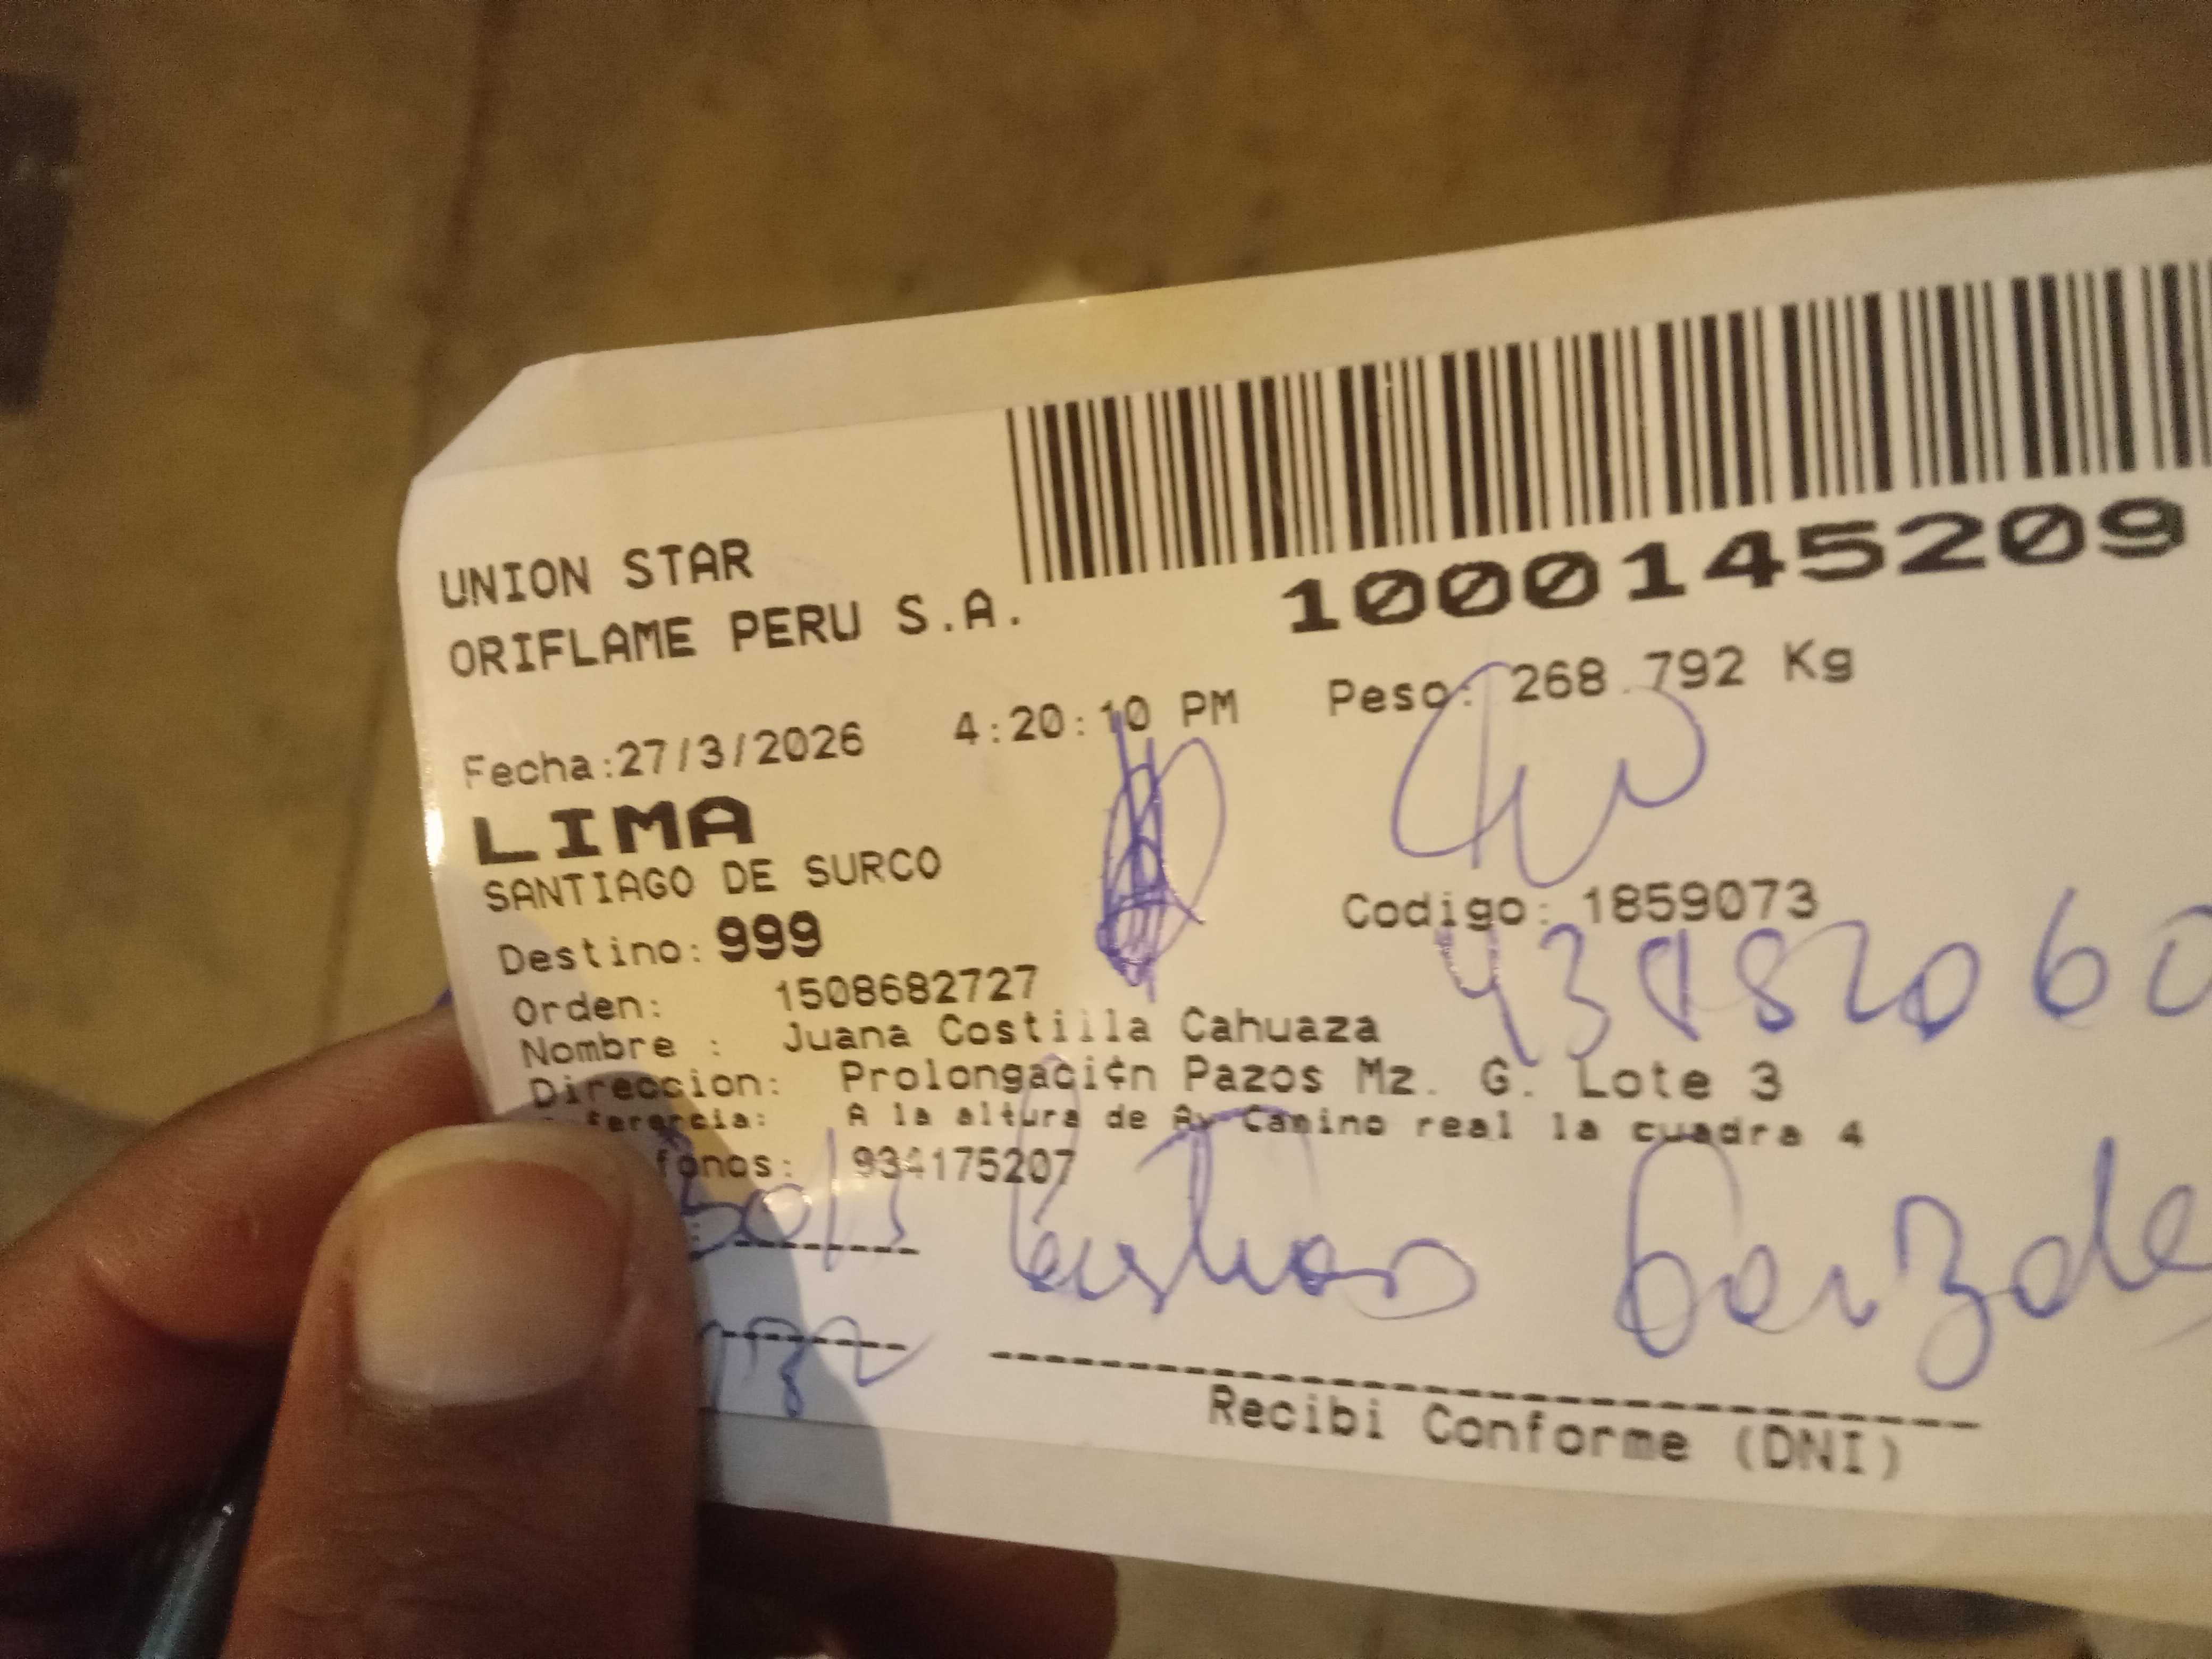 UNION STAR
ORIFLAME PERU S.A.
1000145209
Fecha:27/3/2026 4:20:10 PM Peso: 268.792 Kg
LIMA
SANTIAGO DE SURCO
Destino: 999 Codigo: 1859073
Orden: 1508682727
Nombre : Juana Costilla Cahuaza
Direccion: Prolongaci¢n Pazos Mz. G. Lote 3
ferencia: A la altura de Av Camino real la cuadra 4
fonos: 934175207
Recibi Conforme (DNI)